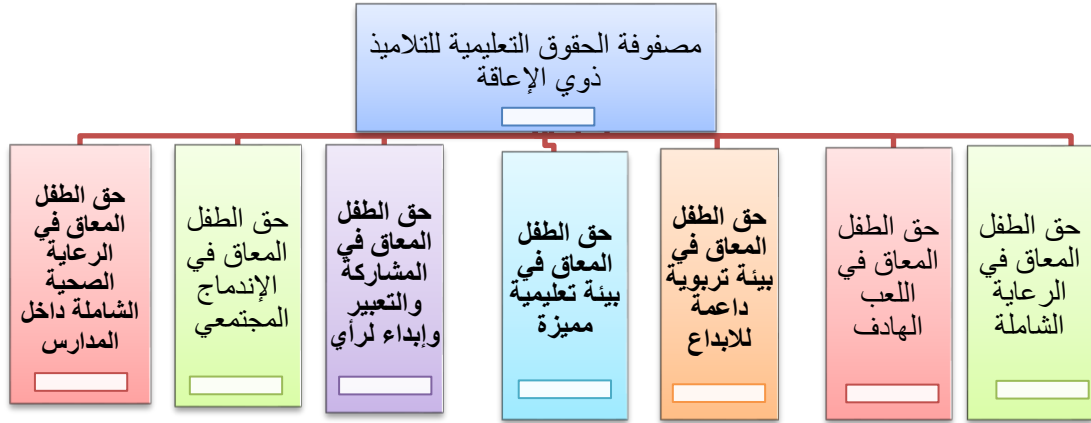 مصفوفة الحقوق التعليمية للتلاميذ
ذوي الإعاقة
حق الطفل
المعاق في
الرعاية
الشاملة
حق الطفل
المعاق في
اللعب
الهادف
حق الطفل
المعاق في
بيئة تربوية
داعمة
للابداع
حق الطفل
المعاق في
بيئة تعليمية
مميزة
حق الطفل
المعاق في
المشاركة
والتعبير
وإبداء لرأي
حق الطفل
المعاق في
الإندماج
المجتمعي
حق الطفل
المعاق في
الرعاية
الصحية
الشاملة داخل
المدارس